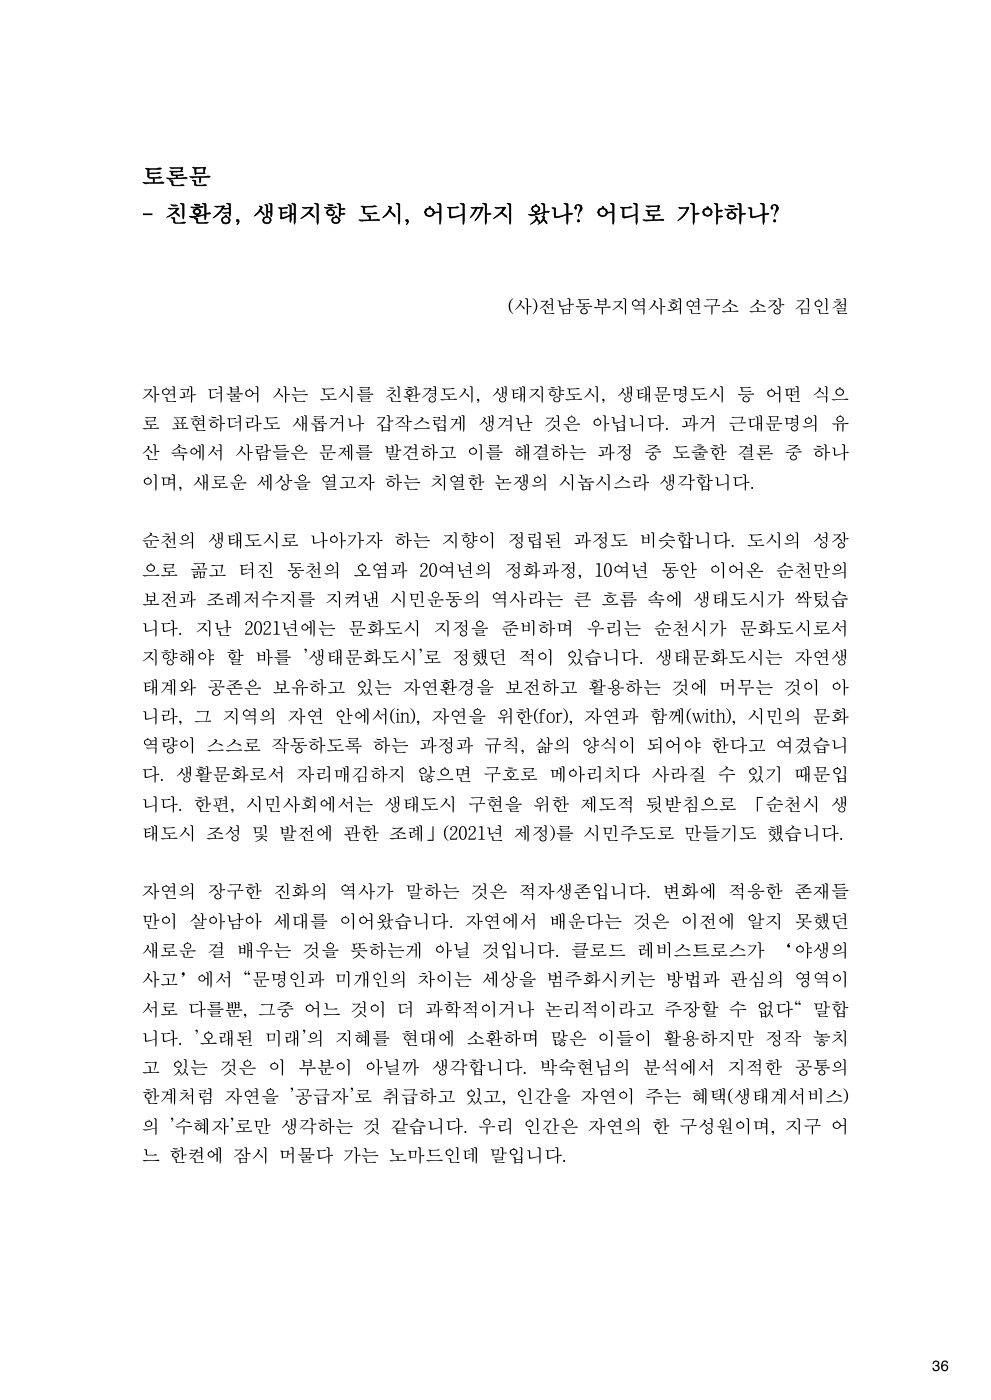 토론문
- 친환경, 생태지향 도시, 어디까지 왔나? 어디로 가야하나?
(사)전남동부지역사회연구소 소장 김인철
자연과 더불어 사는 도시를 친환경도시, 생태지향도시, 생태문명도시 등 어떤 식으
로 표현하더라도 새롭거나 갑작스럽게 생겨난 것은 아닙니다. 과거 근대문명의 유
산 속에서 사람들은 문제를 발견하고 이를 해결하는 과정 중 도출한 결론 중 하나
이며, 새로운 세상을 열고자 하는 치열한 논쟁의 시놉시스라 생각합니다.
순천의 생태도시로 나아가자 하는 지향이 정립된 과정도 비슷합니다. 도시의 성장
으로 곪고 터진 동천의 오염과 20여년의 정화과정, 10여년 동안 이어온 순천만의
보전과 조례저수지를 지켜낸 시민운동의 역사라는 큰 흐름 속에 생태도시가 싹텄습
니다. 지난 2021년에는 문화도시 지정을 준비하며 우리는 순천시가 문화도시로서
지향해야 할 바를 '생태문화도시'로 정했던 적이 있습니다. 생태문화도시는 자연생
태계와 공존은 보유하고 있는 자연환경을 보전하고 활용하는 것에 머무는 것이 아
니라, 그 지역의 자연 안에서(in), 자연을 위한(for), 자연과 함께(with), 시민의 문화
역량이 스스로 작동하도록 하는 과정과 규칙, 삶의 양식이 되어야 한다고 여겼습니
다. 생활문화로서 자리매김하지 않으면 구호로 메아리치다 사라질 수 있기 때문입
니다. 한편, 시민사회에서는 생태도시 구현을 위한 제도적 뒷받침으로 「순천시 생
태도시 조성 및 발전에 관한 조례」(2021년 제정)를 시민주도로 만들기도 했습니다.
자연의 장구한 진화의 역사가 말하는 것은 적자생존입니다. 변화에 적응한 존재들
만이 살아남아 세대를 이어왔습니다. 자연에서 배운다는 것은 이전에 알지 못했던
새로운 걸 배우는 것을 뜻하는게 아닐 것입니다. 클로드 레비스트로스가 ‘야생의
사고’에서 “문명인과 미개인의 차이는 세상을 범주화시키는 방법과 관심의 영역이
서로 다를뿐, 그중 어느 것이 더 과학적이거나 논리적이라고 주장할 수 없다“ 말합
니다. '오래된 미래'의 지혜를 현대에 소환하며 많은 이들이 활용하지만 정작 놓치
고 있는 것은 이 부분이 아닐까 생각합니다. 박숙현님의 분석에서 지적한 공통의
한계처럼 자연을 '공급자'로 취급하고 있고, 인간을 자연이 주는 혜택(생태계서비스)
의 '수혜자'로만 생각하는 것 같습니다. 우리 인간은 자연의 한 구성원이며, 지구 어
느 한켠에 잠시 머물다 가는 노마드인데 말입니다.
36